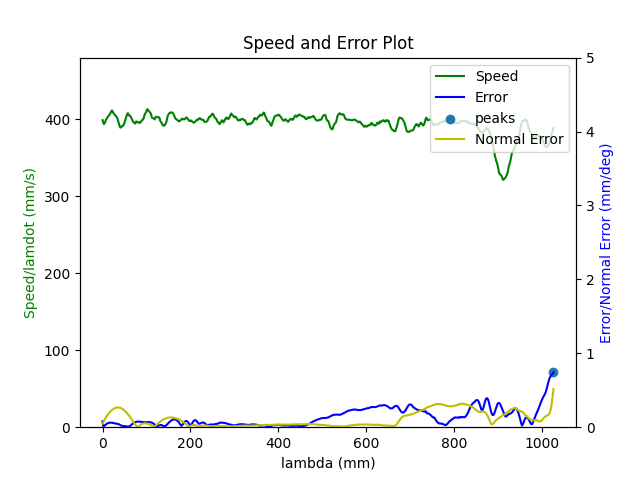 Speed and Error Plot
Speed
Error
peaks
Normal Error
Speed/lamdot (mm/s)
400
300
200
100
0
Error/Normal Error (mm/deg)
5
4
3
2
1
0
0 200 400 600 800 1000
lambda (mm)